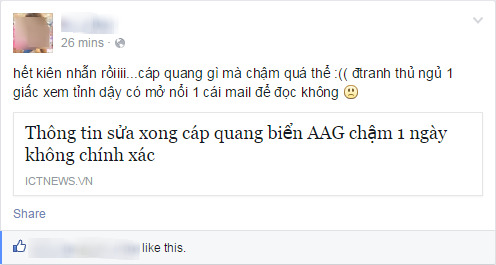 26 mins ·
hết kiên nhẫn rồiiii...cáp quang gì mà chậm quá thể :(( đtranh thủ ngủ 1
giấc xem tỉnh dậy có mở nổi 1 cái mail để đọc không
Thông tin sửa xong cáp quang biển AAG chậm 1 ngày
không chính xác
ICTNEWS.VN
Share
like this.